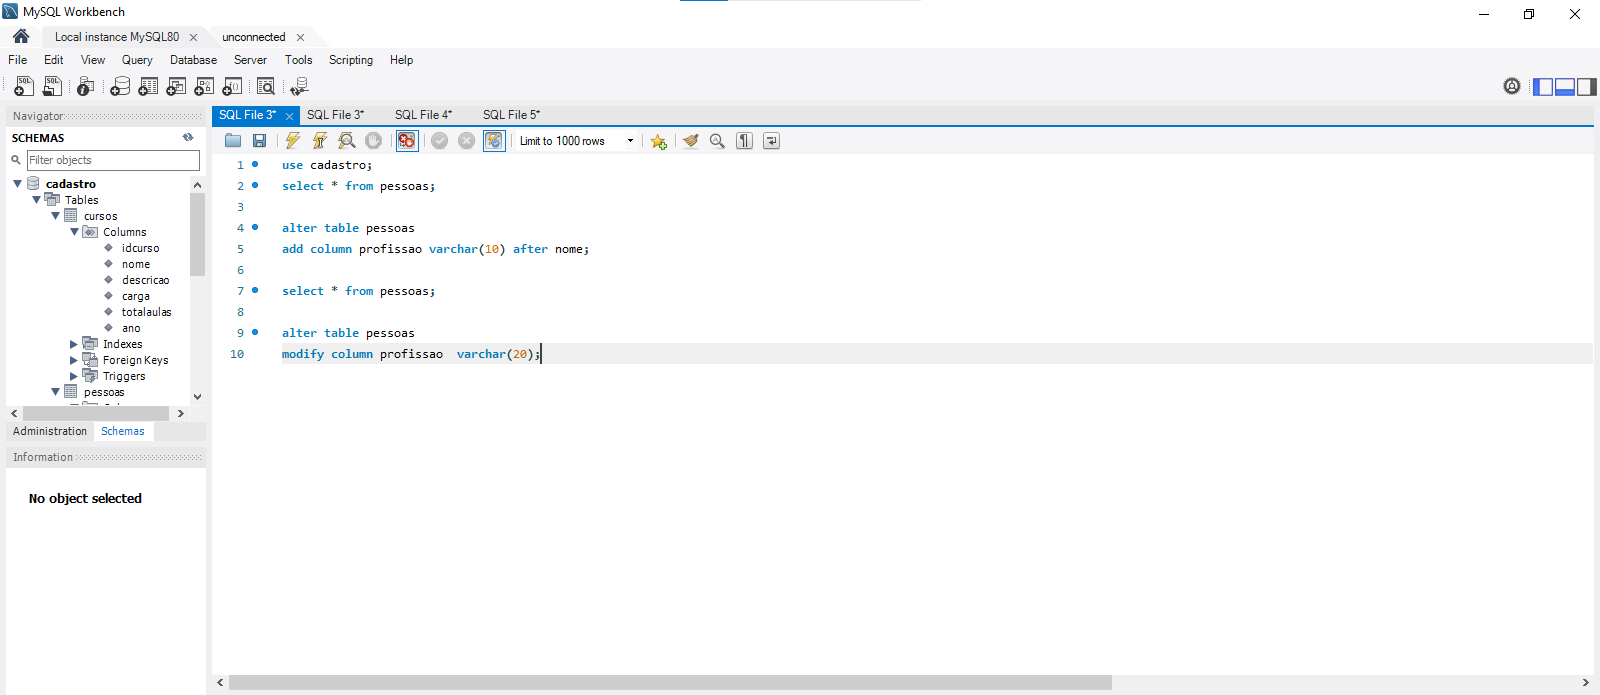 MySQL Workbench
Local instance MySQL80
unconnected
File Edit View Query Database Server Tools Scripting Help
Navigator
SCHEMAS
Filter objects
cadastro
Tables
cursos
Columns
idcurso
nome
descricao
carga
totalaulas
ano
Indexes
Foreign Keys
Triggers
pessoas
Administration Schemas
Information
No object selected
SQL File 3* SQL File 3* SQL File 4* SQL File 5*
Limit to 1000 rows
1 use cadastro;
2 select * from pessoas;
3
4 alter table pessoas
5 add column profissao varchar(10) after nome;
6
7 select * from pessoas;
8
9 alter table pessoas
10 modify column profissao  varchar(20);